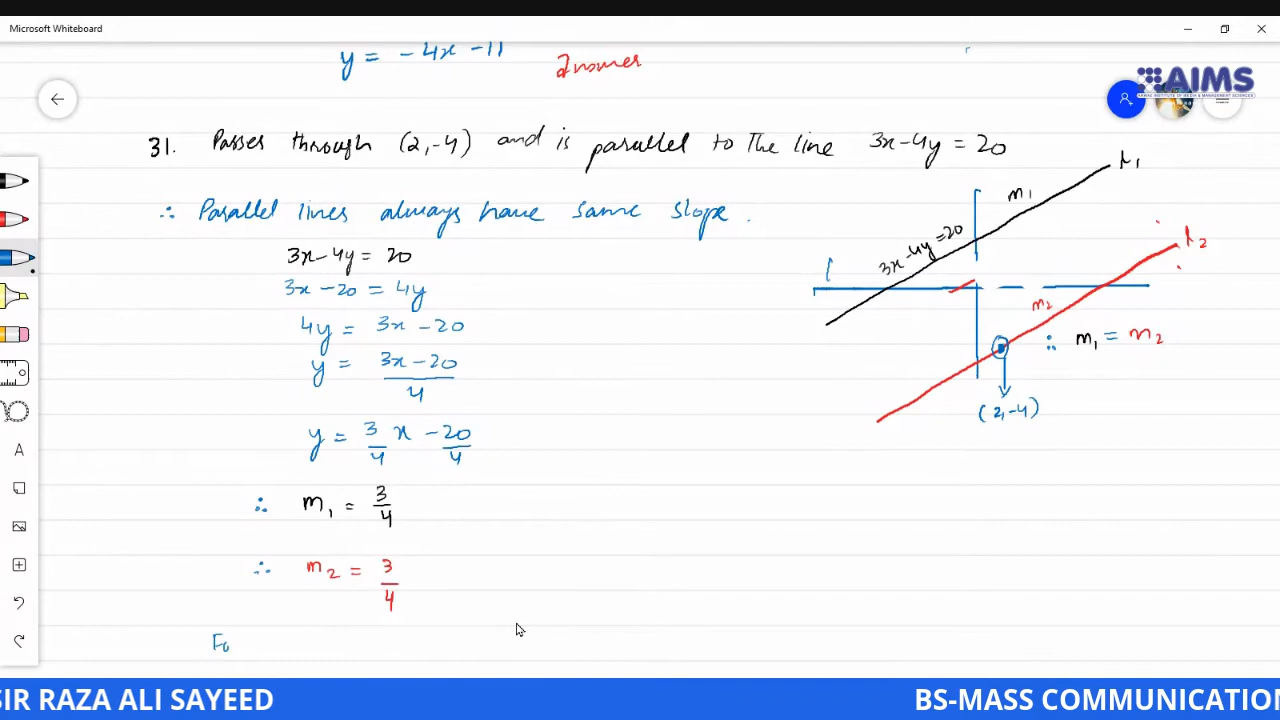 Microsoft Whiteboard
y = -4x -11
AIMS
31. Passes through (2,-4) and is parallel to The line 3x-4y = 20
∴ Parallel lines always have same slope.
3x-4y = 20
3x-20 = 4y
4y = 3x-20
y = 3x-20/4
y = 3/4 x - 20/4
∴ m₁ = 3/4
∴ m₂ = 3/4
Fo
l₁
m₁
3x-4y=20
l₂
m₂
∴ m₁ = m₂
(2,-4)
A
SIR RAZA ALI SAYEED
BS-MASS COMMUNICATION